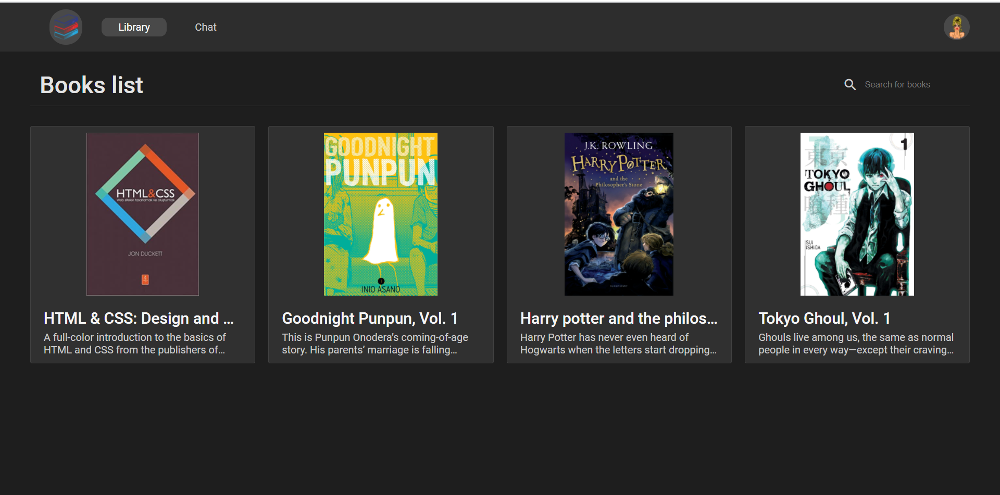 Library
Chat
Books list
Search for books
HTML&CSS
Web siteleri tasarlamak ve oluşturmak
JON DUCKETT
HTML & CSS: Design and ...
A full-color introduction to the basics of
HTML and CSS from the publishers of...
GOODNIGHT
PUNPUN
1
INIO ASANO
Goodnight Punpun, Vol. 1
This is Punpun Onodera’s coming-of-age
story. His parents’ marriage is falling...
J.K. ROWLING
HARRY POTTER
and the
Philosopher's Stone
BLOOMSBURY
Harry potter and the philos...
Harry Potter has never even heard of
Hogwarts when the letters start dropping...
1
東京
TOKYO
GHOUL
喰種
SUI
ISHIDA
Tokyo Ghoul, Vol. 1
Ghouls live among us, the same as normal
people in every way—except their craving...